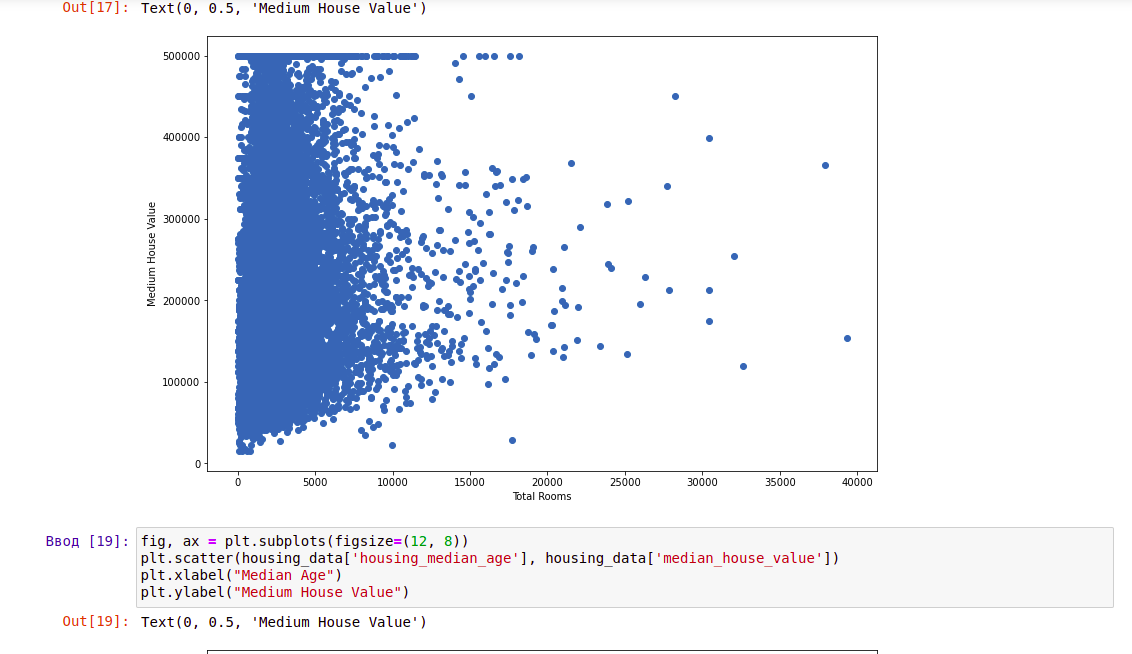 Out[17]: Text(0, 0.5, 'Medium House Value')
500000
400000
300000
200000
100000
0
Medium House Value
0 5000 10000 15000 20000 25000 30000 35000 40000
Total Rooms
Ввод [19]: fig, ax = plt.subplots(figsize=(12, 8))
plt.scatter(housing_data['housing_median_age'], housing_data['median_house_value'])
plt.xlabel("Median Age")
plt.ylabel("Medium House Value")
Out[19]: Text(0, 0.5, 'Medium House Value')